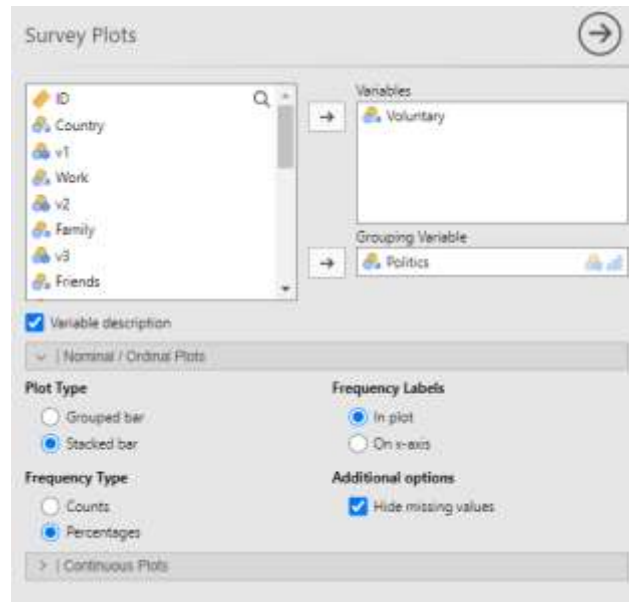 Survey Plots
ID
Country
v1
Work
v2
Family
v3
Friends
Variables
Voluntary
Grouping Variable
Politics
Variable description
| Nominal / Ordinal Plots
Plot Type
Grouped bar
Stacked bar
Frequency Labels
In plot
On x-axis
Frequency Type
Counts
Percentages
Additional options
Hide missing values
| Continuous Plots